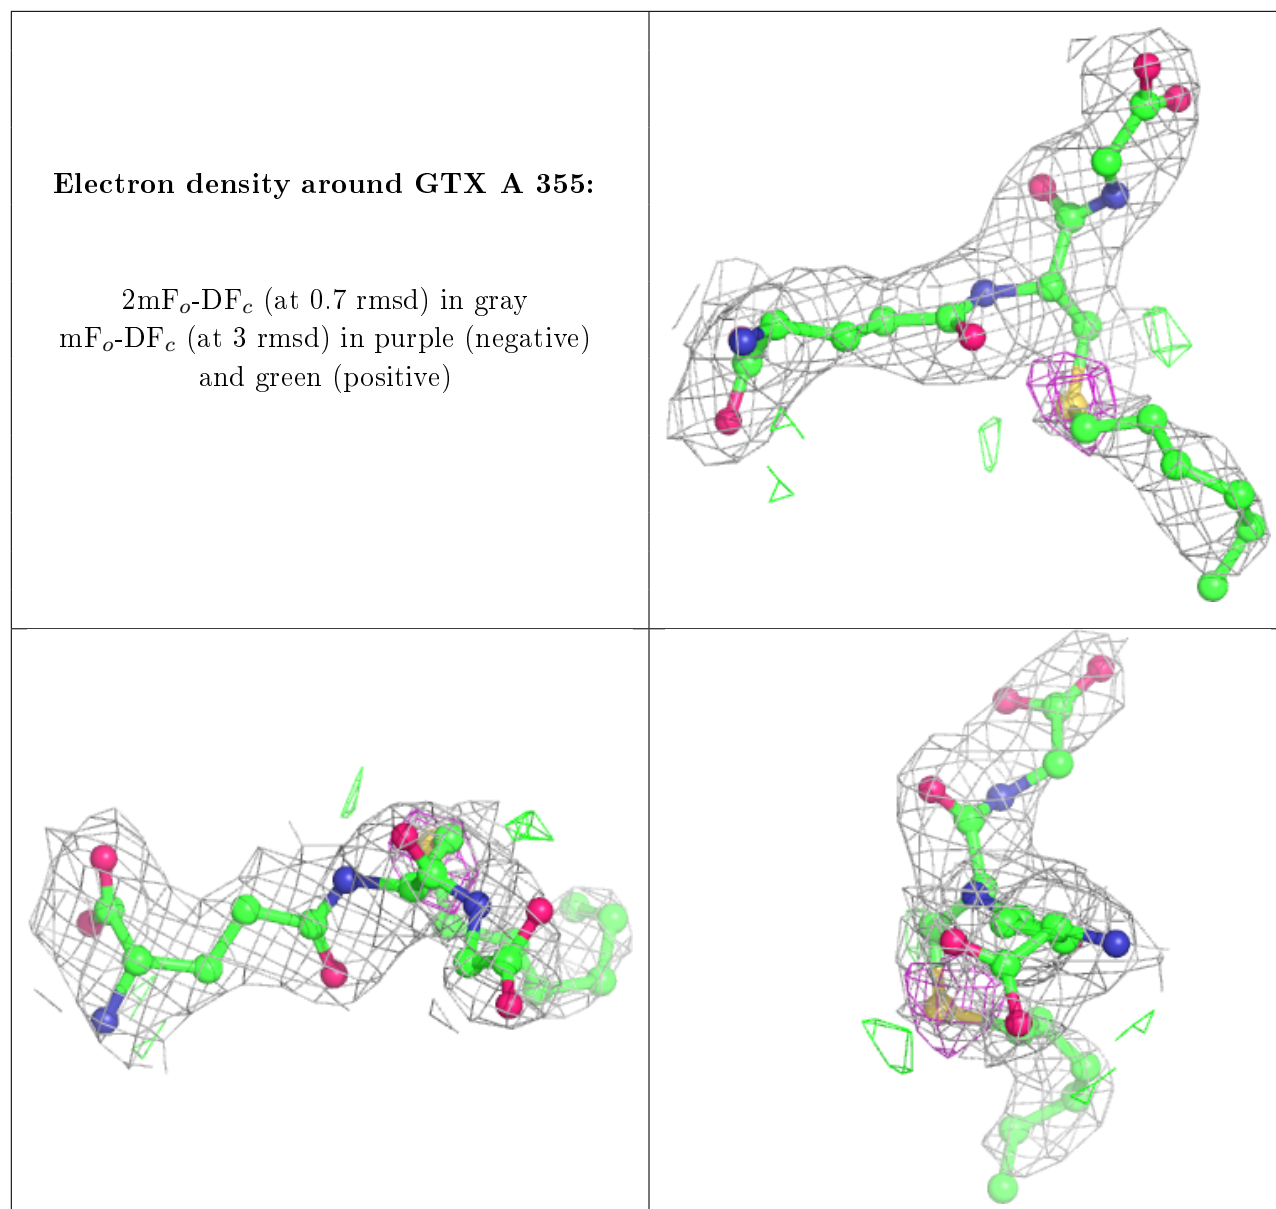 Electron density around GTX A 355:
2mFo-DFc (at 0.7 rmsd) in gray
mFo-DFc (at 3 rmsd) in purple (negative)
and green (positive)